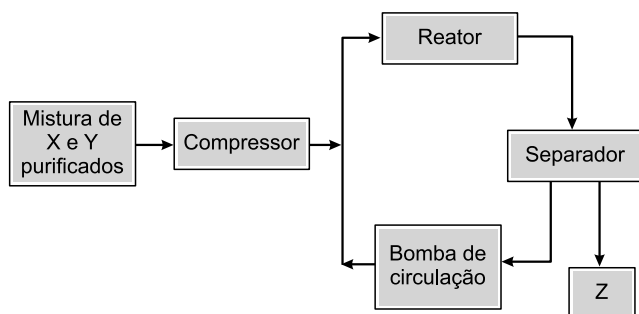 Reator
Mistura de
X e Y
purificados
Compressor
Separador
Bomba de
circulação
Z